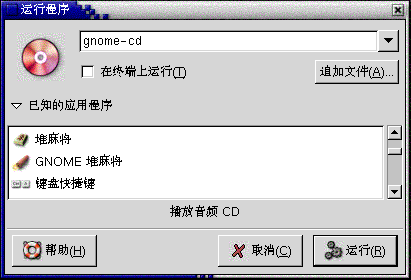 运行程序
gnome-cd
在终端上运行(T)
追加文件(A)...
已知的应用程序
堆麻将
GNOME 堆麻将
键盘快捷键
播放音频 CD
帮助(H)
取消(C)
运行(R)